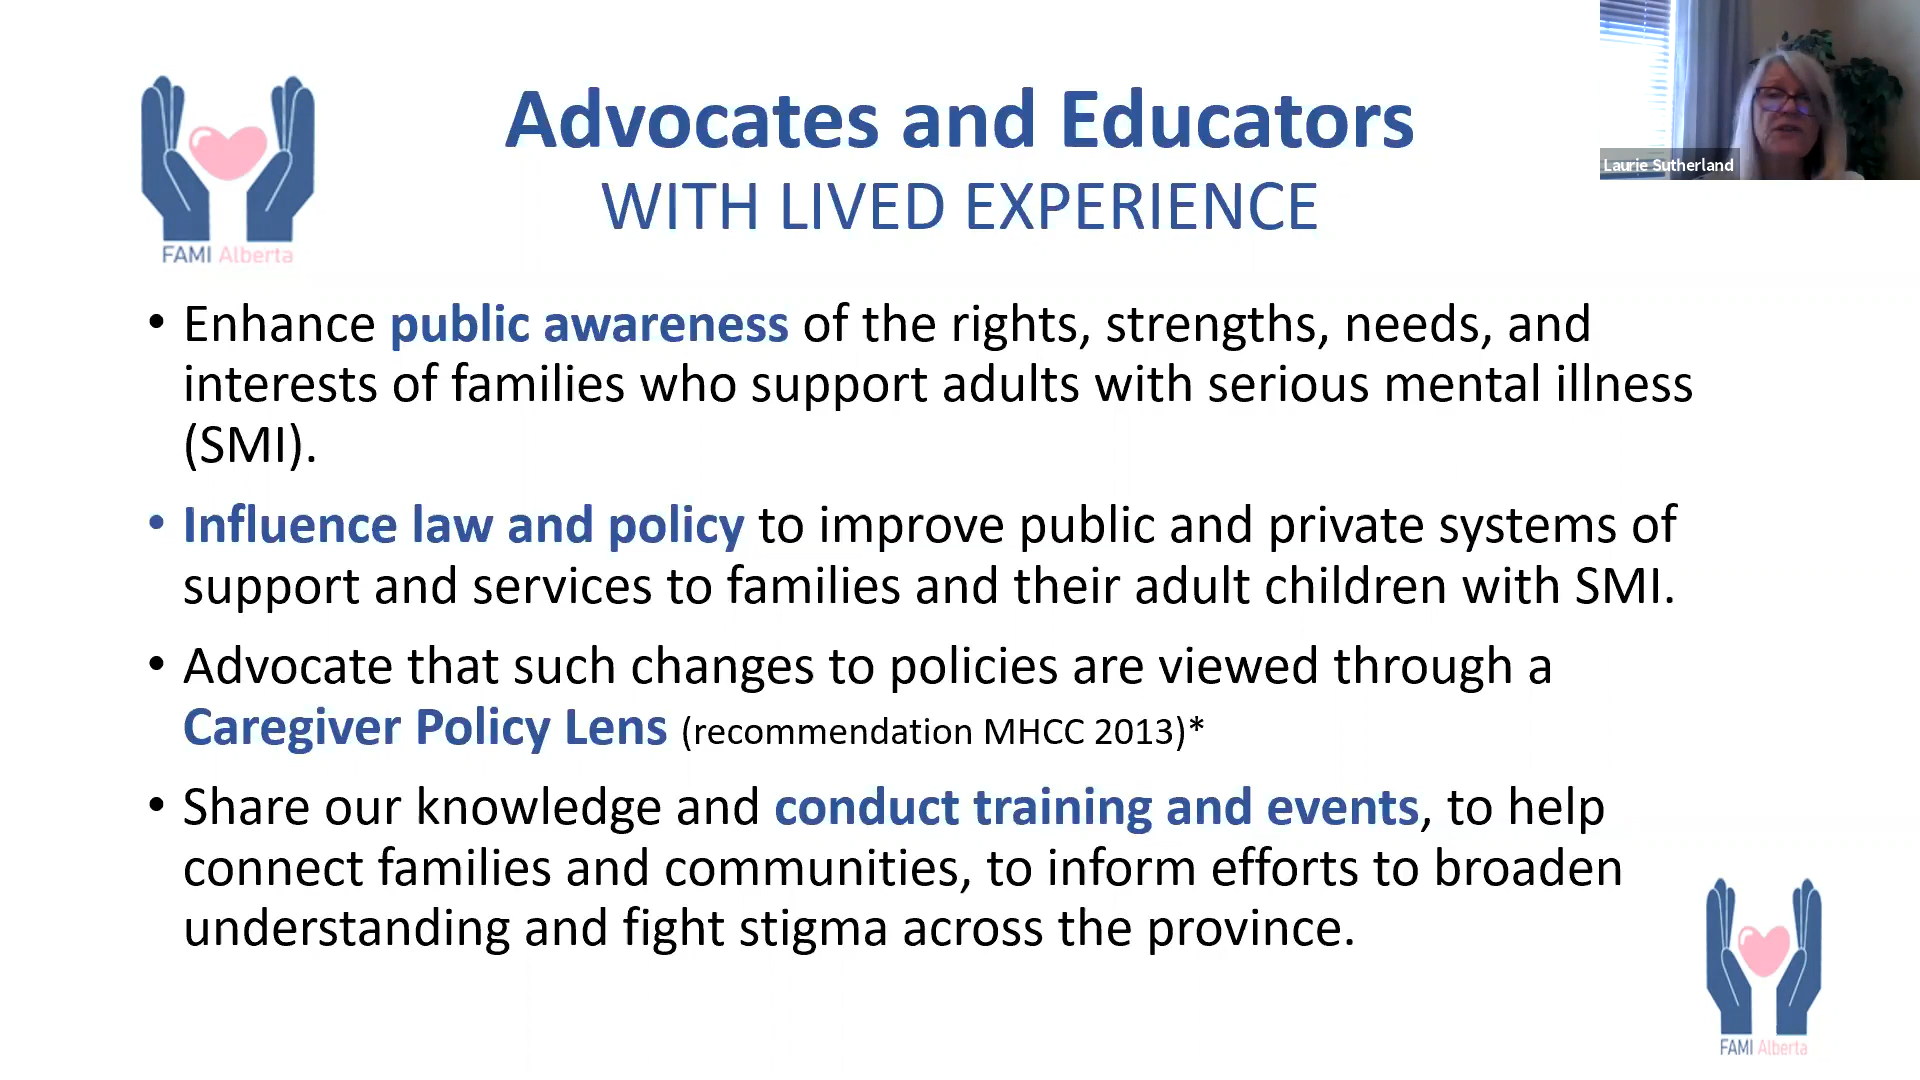 Advocates and Educators
WITH LIVED EXPERIENCE
Laurie Sutherland
FAMI Alberta
• Enhance public awareness of the rights, strengths, needs, and
interests of families who support adults with serious mental illness
(SMI).
• Influence law and policy to improve public and private systems of
support and services to families and their adult children with SMI.
• Advocate that such changes to policies are viewed through a
Caregiver Policy Lens (recommendation MHCC 2013)*
• Share our knowledge and conduct training and events, to help
connect families and communities, to inform efforts to broaden
understanding and fight stigma across the province.
FAMI Alberta